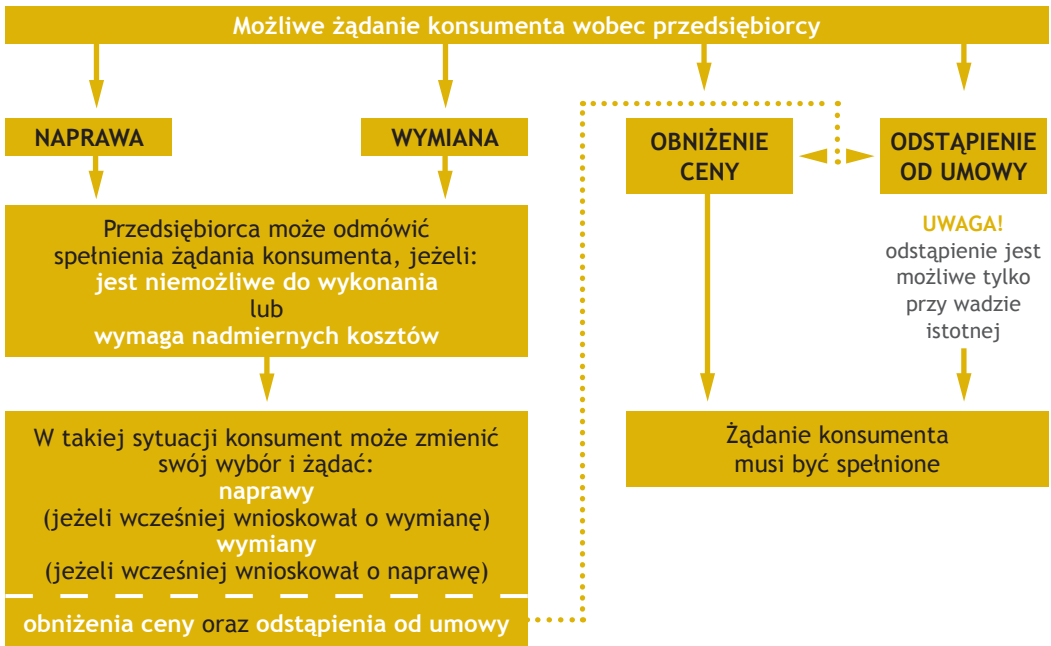 Możliwe żądanie konsumenta wobec przedsiębiorcy
NAPRAWA
WYMIANA
OBNIŻENIE
CENY
ODSTĄPIENIE
OD UMOWY
Przedsiębiorca może odmówić
spełnienia żądania konsumenta, jeżeli:
jest niemożliwe do wykonania
lub
wymaga nadmiernych kosztów
UWAGA!
odstąpienie jest
możliwe tylko
przy wadzie
istotnej
W takiej sytuacji konsument może zmienić
swój wybór i żądać:
naprawy
(jeżeli wcześniej wnioskował o wymianę)
wymiany
(jeżeli wcześniej wnioskował o naprawę)
obniżenia ceny oraz odstąpienia od umowy
Żądanie konsumenta
musi być spełnione